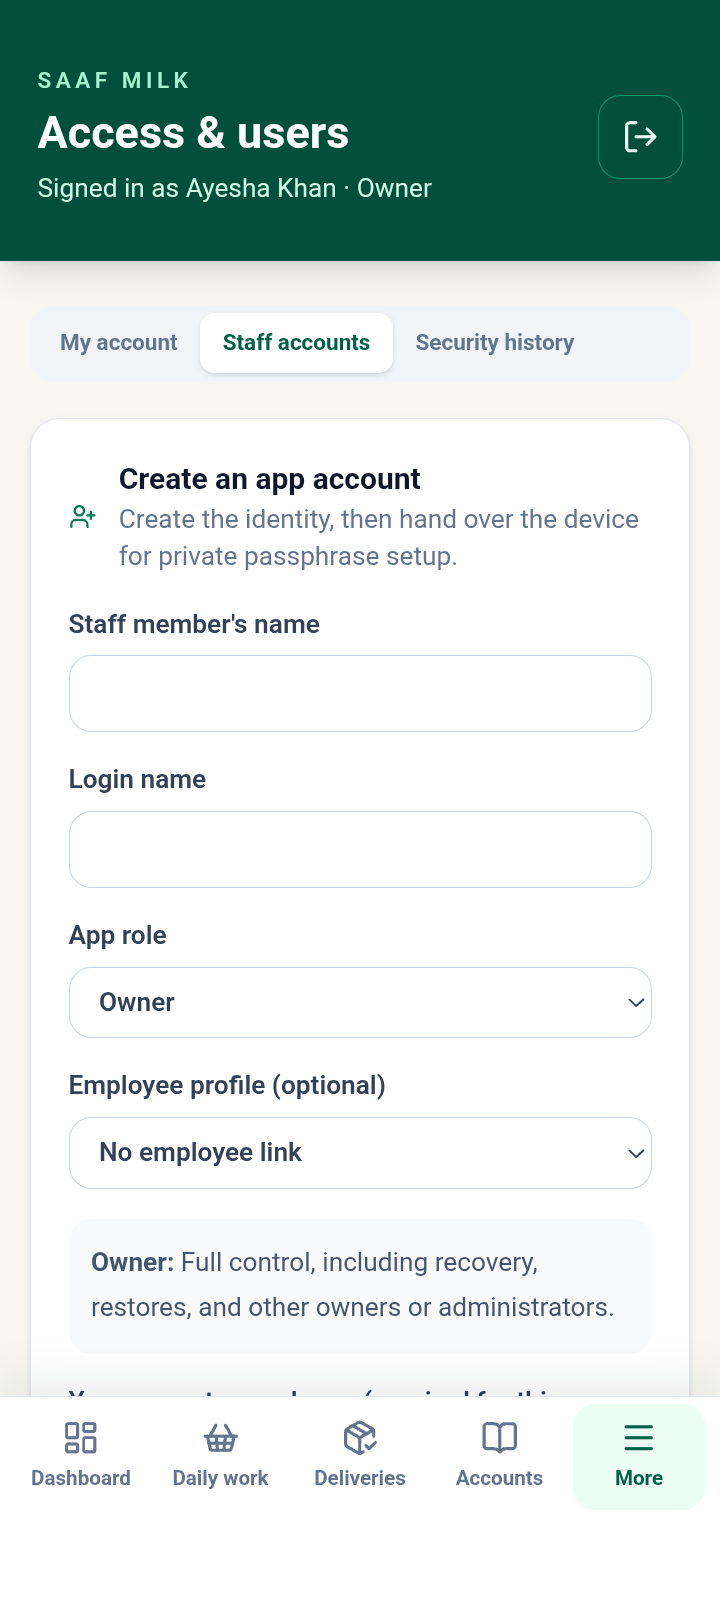 SAAF MILK
Access & users
Signed in as Ayesha Khan · Owner
My account
Staff accounts
Security history
Create an app account
Create the identity, then hand over the device
for private passphrase setup.
Staff member's name
Login name
App role
Owner
Employee profile (optional)
No employee link
Owner: Full control, including recovery,
restores, and other owners or administrators.
Dashboard
Daily work
Deliveries
Accounts
More